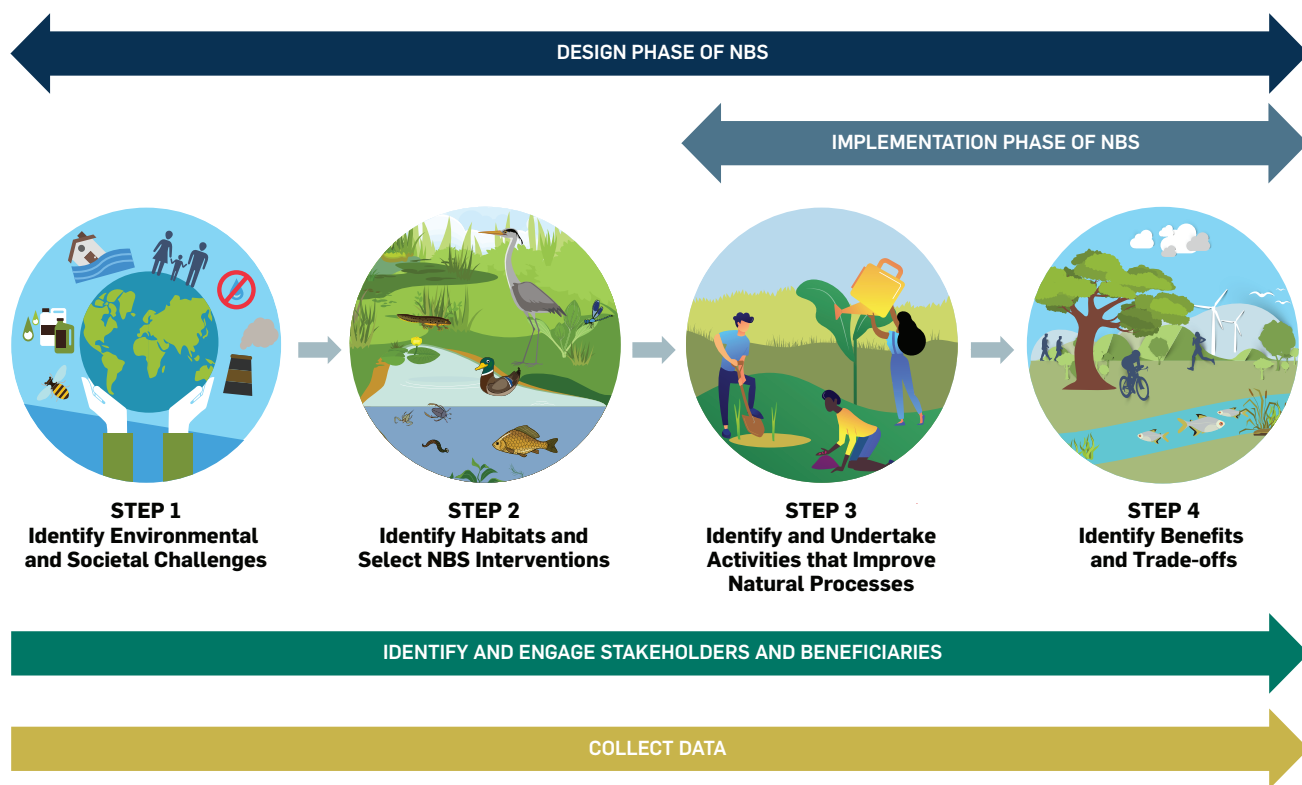 DESIGN PHASE OF NBS
IMPLEMENTATION PHASE OF NBS
STEP 1
Identify Environmental
and Societal Challenges
STEP 2
Identify Habitats and
Select NBS Interventions
STEP 3
Identify and Undertake
Activities that Improve
Natural Processes
STEP 4
Identify Benefits
and Trade-offs
IDENTIFY AND ENGAGE STAKEHOLDERS AND BENEFICIARIES
COLLECT DATA